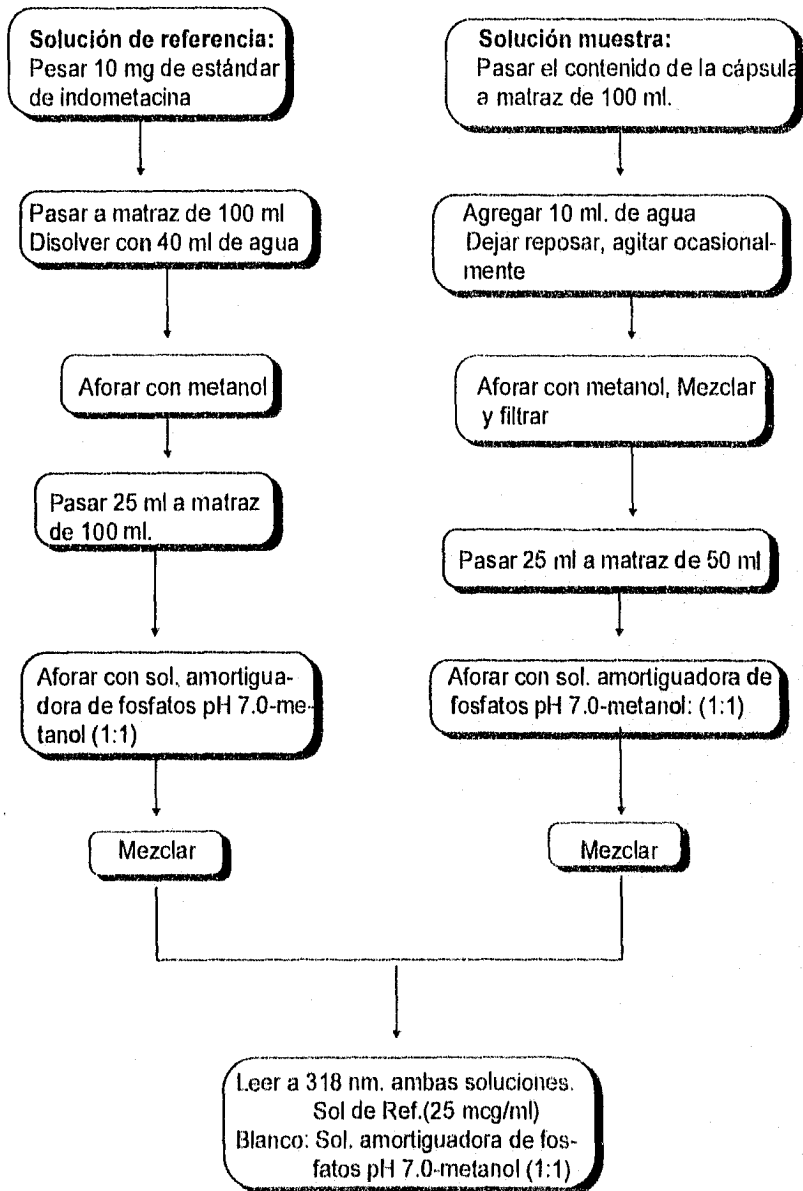 Solución de referencia:
Pesar 10 mg de estándar
de indometacina
Pasar a matraz de 100 ml
Disolver con 40 ml de agua
Aforar con metanol
Pasar 25 ml a matraz
de 100 ml.
Aforar con sol. amortigua-
dora de fosfatos pH 7.0-me-
tanol (1:1)
Mezclar
Solución muestra:
Pasar el contenido de la cápsula
a matraz de 100 ml.
Agregar 10 ml. de agua
Dejar reposar, agitar ocasional-
mente
Aforar con metanol, Mezclar
y filtrar
Pasar 25 ml a matraz de 50 ml
Aforar con sol. amortiguadora de
fosfatos pH 7.0-metanol: (1:1)
Mezclar
Leer a 318 nm. ambas soluciones.
Sol de Ref.(25 mcg/ml)
Blanco: Sol. amortiguadora de fos-
fatos pH 7.0-metanol (1:1)